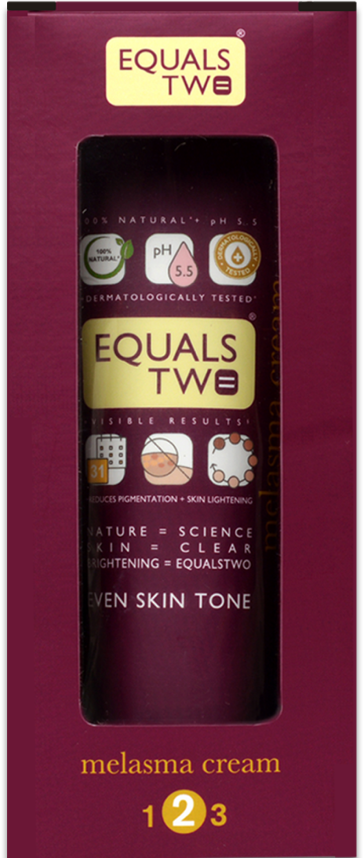 EQUALS
TWO
®
100% NATURAL*+ pH 5.5
100%
NATURAL*
pH
5.5
DERMATOLOGICALLY
TESTED
DERMATOLOGICALLY TESTED*
EQUALS
TWO
®
VISIBLE RESULTS
31
REDUCES PIGMENTATION + SKIN LIGHTENING
NATURE = SCIENCE
SKIN = CLEAR
BRIGHTENING = EQUALSTWO
EVEN SKIN TONE
melasma cream
melasma cream
1 2 3